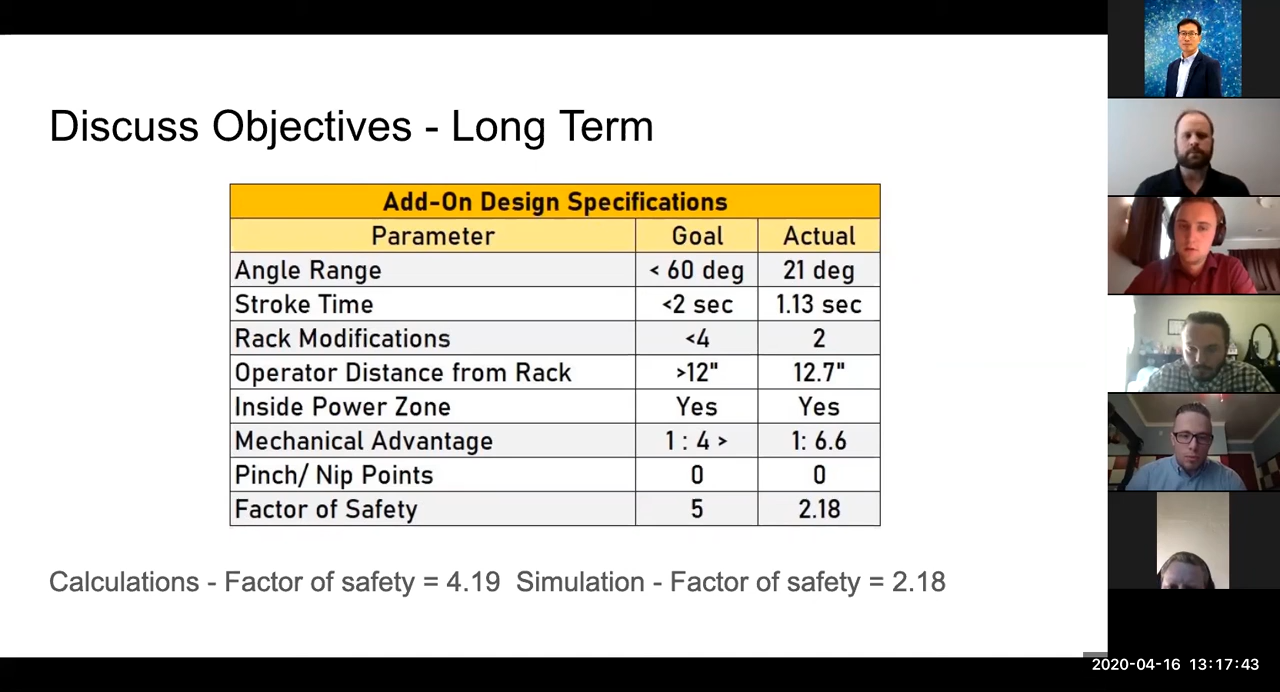 Discuss Objectives - Long Term
Add-On Design Specifications
Parameter Goal Actual
Angle Range < 60 deg 21 deg
Stroke Time <2 sec 1.13 sec
Rack Modifications <4 2
Operator Distance from Rack >12" 12.7"
Inside Power Zone Yes Yes
Mechanical Advantage 1 : 4 > 1: 6.6
Pinch/ Nip Points 0 0
Factor of Safety 5 2.18
Calculations - Factor of safety = 4.19 Simulation - Factor of safety = 2.18
2020-04-16 13:17:43